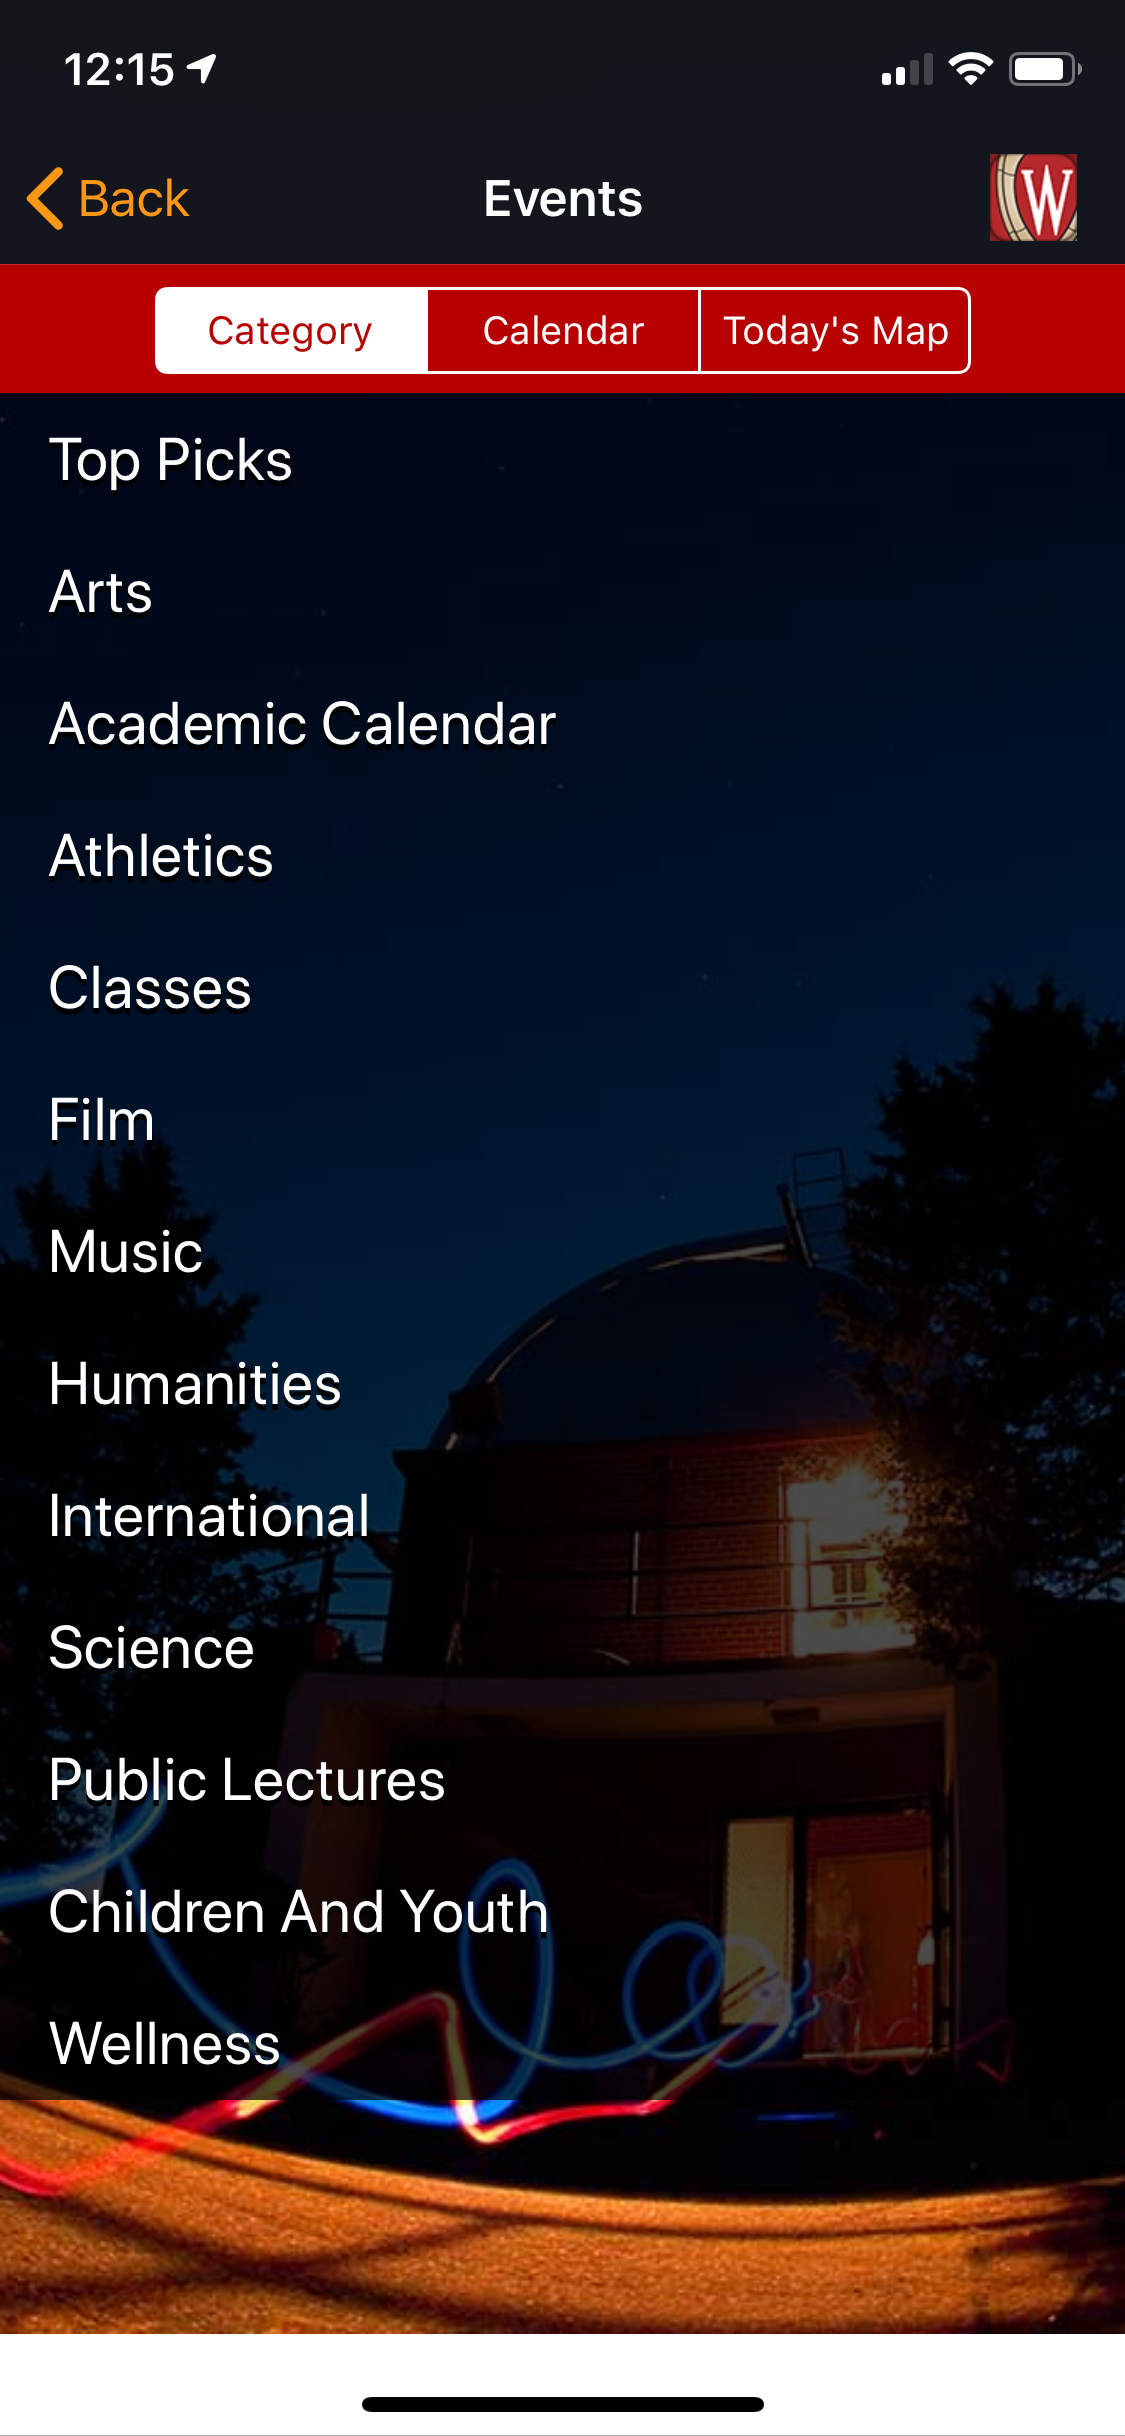 12:15
Back
Events
W
Category
Calendar
Today's Map
Top Picks
Arts
Academic Calendar
Athletics
Classes
Film
Music
Humanities
International
Science
Public Lectures
Children And Youth
Wellness